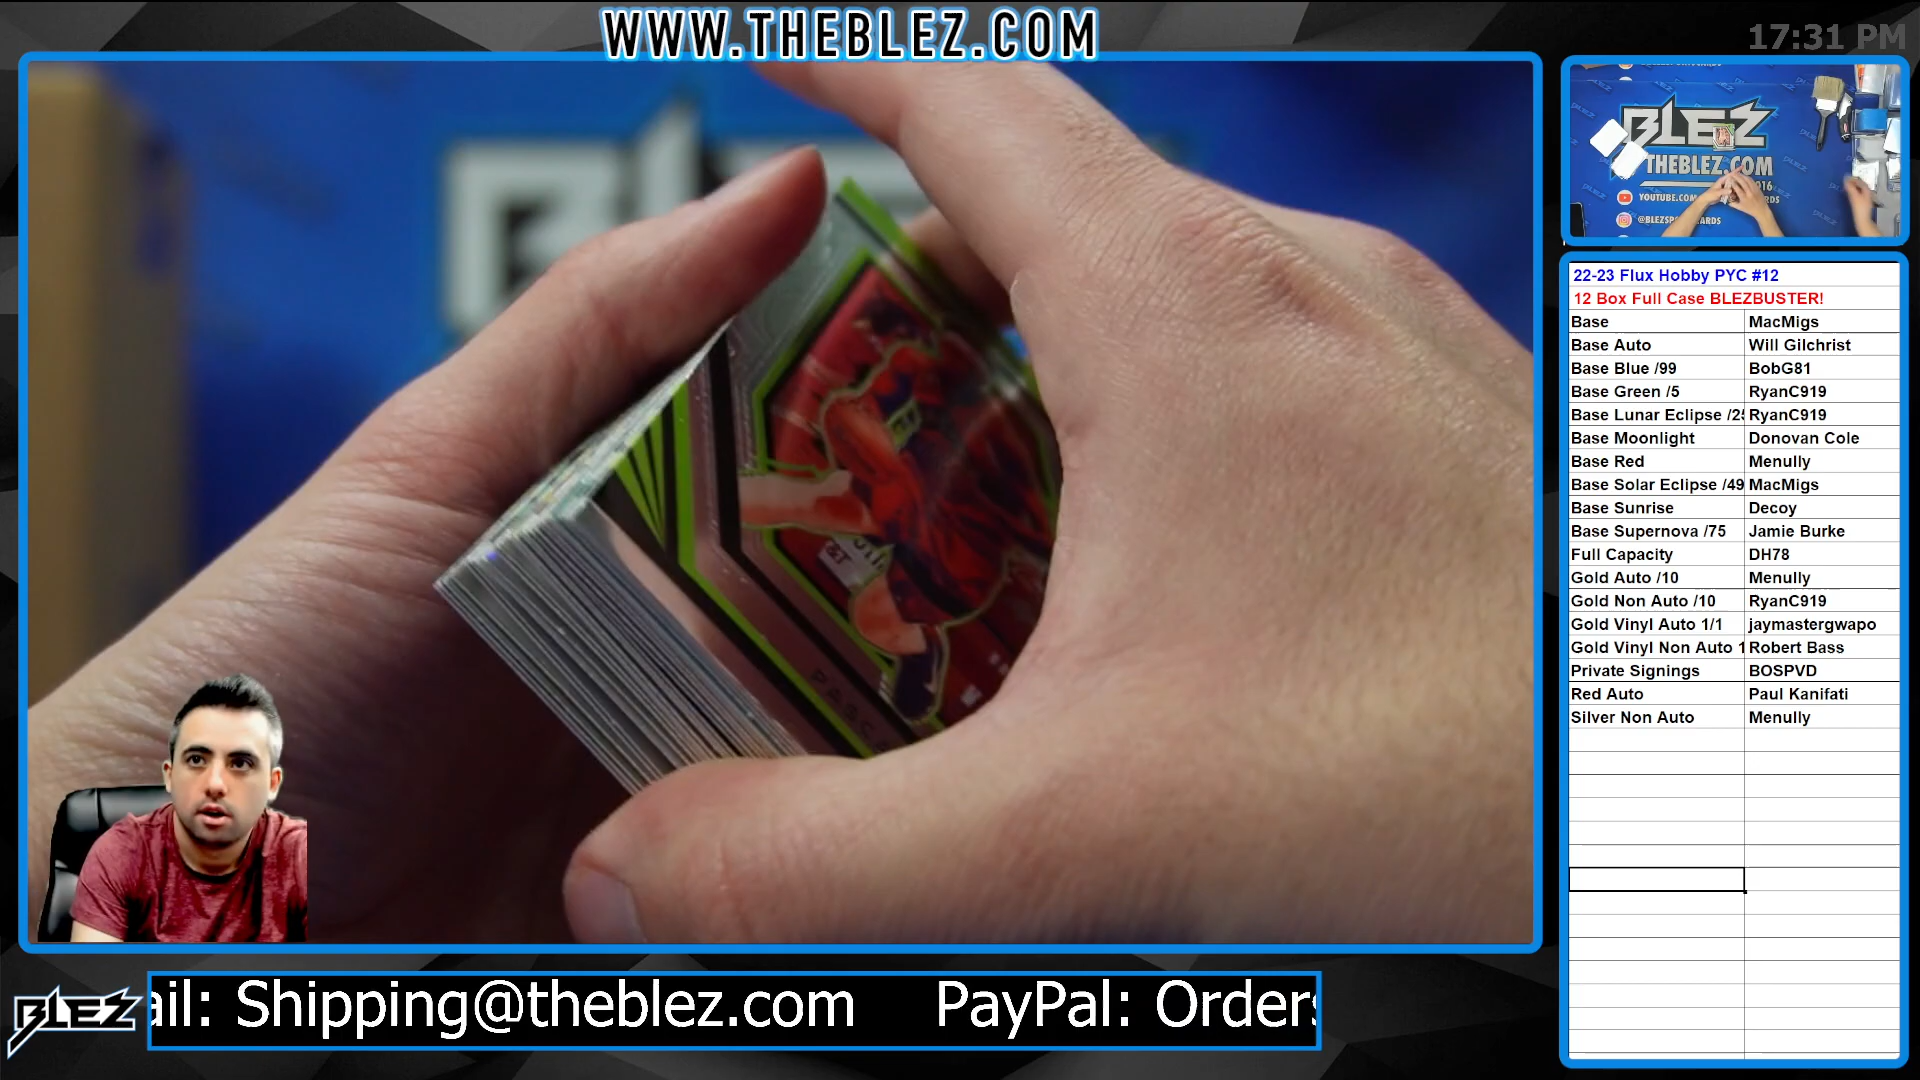 WWW.THEBLEZ.COM
17:31 PM
BLEZ
THEBLEZ.COM
YOUTUBE.COM
22-23 Flux Hobby PYC #12
12 Box Full Case BLEZBUSTER!
Base MacMigs
Base Auto Will Gilchrist
Base Blue /99 BobG81
Base Green /5 RyanC919
Base Lunar Eclipse /25 RyanC919
Base Moonlight Donovan Cole
Base Red Menully
Base Solar Eclipse /49 MacMigs
Base Sunrise Decoy
Base Supernova /75 Jamie Burke
Full Capacity DH78
Gold Auto /10 Menully
Gold Non Auto /10 RyanC919
Gold Vinyl Auto 1/1 jaymastergwapo
Gold Vinyl Non Auto 1 Robert Bass
Private Signings BOSPVD
Red Auto Paul Kanifati
Silver Non Auto Menully
BLEZ
ail: Shipping@theblez.com PayPal: Orders